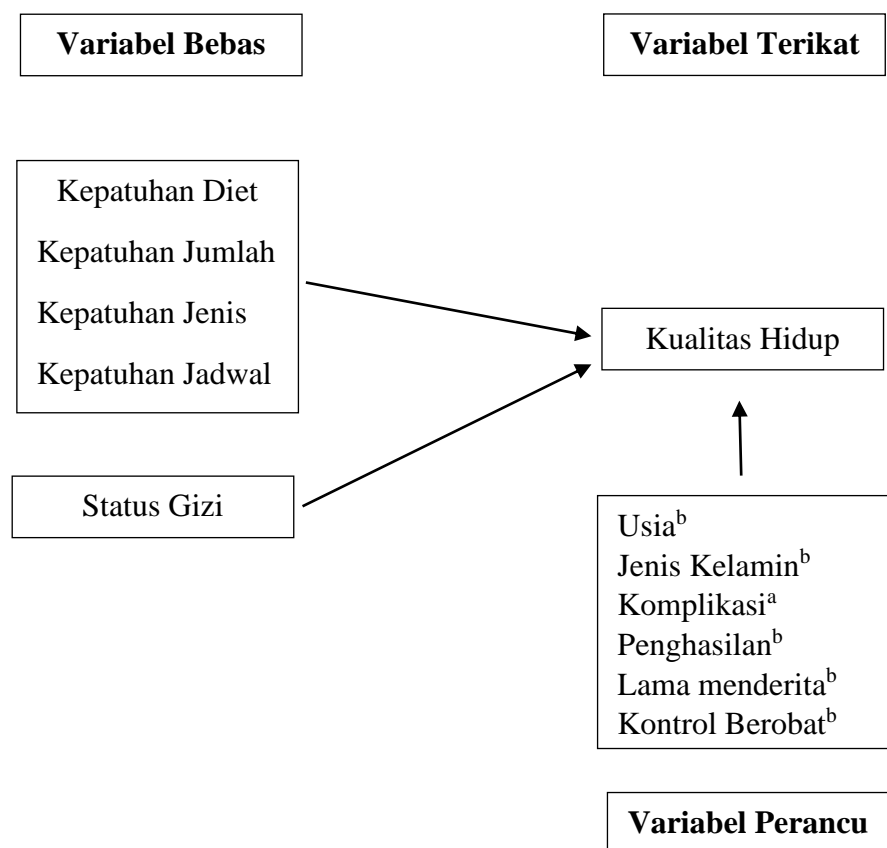 Variabel Bebas
Variabel Terikat
Kepatuhan Diet
Kepatuhan Jumlah
Kepatuhan Jenis
Kepatuhan Jadwal
Kualitas Hidup
Status Gizi
Usiaᵇ
Jenis Kelaminᵇ
Komplikasiᵃ
Penghasilanᵇ
Lama menderitaᵇ
Kontrol Berobatᵇ
Variabel Perancu